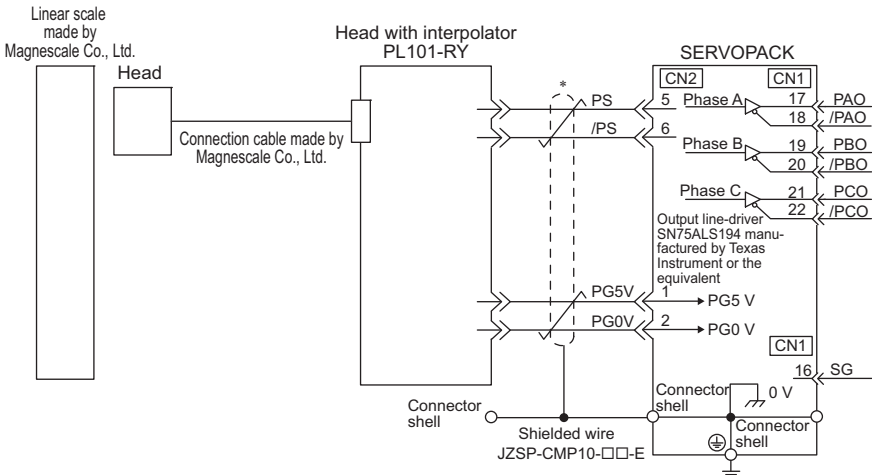 Linear scale
made by
Magnescale Co., Ltd.
Head
Connection cable made by
Magnescale Co., Ltd.
Head with interpolator
PL101-RY
*
PS
/PS
PG5V
PG0V
SERVOPACK
CN2
CN1
5
Phase A
17
PAO
18
/PAO
6
Phase B
19
PBO
20
/PBO
Phase C
21
PCO
22
/PCO
Output line-driver
SN75ALS194 manu-
factured by Texas
Instrument or the
equivalent
1
PG5 V
2
PG0 V
CN1
16
SG
Connector
shell
0 V
Connector
shell
Connector
shell
Shielded wire
JZSP-CMP10-□□-E